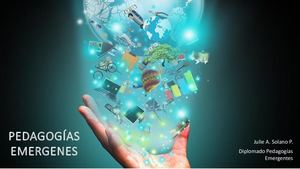 PEDAGOGÍAS
EMERGENES
Julie A. Solano P.
Diplomado Pedagogías
Emergentes